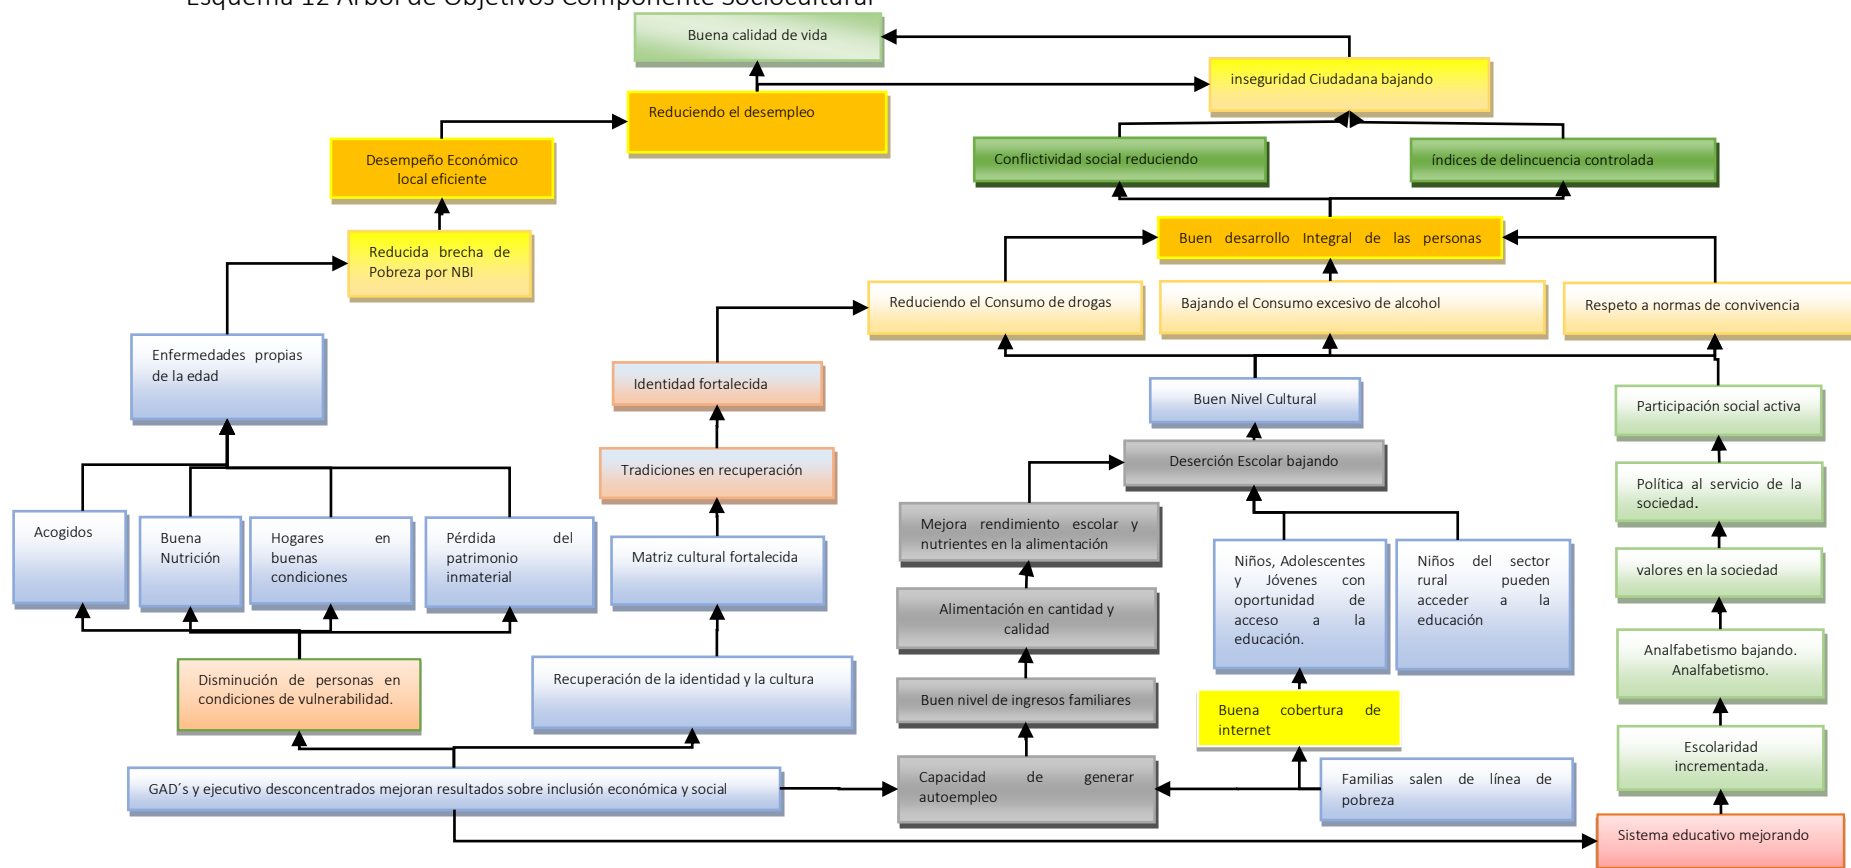 Esquema 12 Árbol de Objetivos Componente Sociocultural
Buena calidad de vida
inseguridad Ciudadana bajando
Reduciendo el desempleo
Desempeño Económico
local eficiente
Conflictividad social reduciendo
índices de delincuencia controlada
Reducida brecha de
Pobreza por NBI
Buen desarrollo Integral de las personas
Reduciendo el Consumo de drogas
Bajando el Consumo excesivo de alcohol
Respeto a normas de convivencia
Enfermedades propias
de la edad
Identidad fortalecida
Buen Nivel Cultural
Participación social activa
Tradiciones en recuperación
Deserción Escolar bajando
Política al servicio de la
sociedad.
Acogidos
Buena
Nutrición
Hogares en
buenas
condiciones
Pérdida del
patrimonio
inmaterial
Matriz cultural fortalecida
Mejora rendimiento escolar y
nutrientes en la alimentación
Niños, Adolescentes
y Jóvenes con
oportunidad de
acceso a la
educación.
Niños del sector
rural pueden
acceder a la
educación
valores en la sociedad
Alimentación en cantidad y
calidad
Analfabetismo bajando.
Analfabetismo.
Disminución de personas en
condiciones de vulnerabilidad.
Recuperación de la identidad y la cultura
Buen nivel de ingresos familiares
Buena cobertura de
internet
Escolaridad
incrementada.
GAD´s y ejecutivo desconcentrados mejoran resultados sobre inclusión económica y social
Capacidad de generar
autoempleo
Familias salen de línea de
pobreza
Sistema educativo mejorando